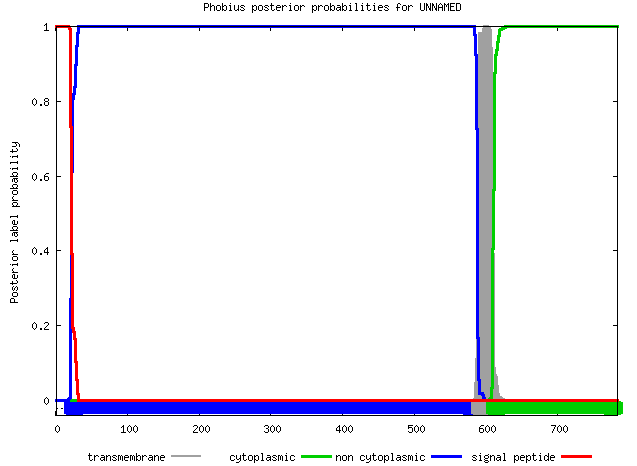 Phobius posterior probabilities for UNNAMED
Posterior label probability
1
0.8
0.6
0.4
0.2
0
0 100 200 300 400 500 600 700
transmembrane cytoplasmic non cytoplasmic signal peptide